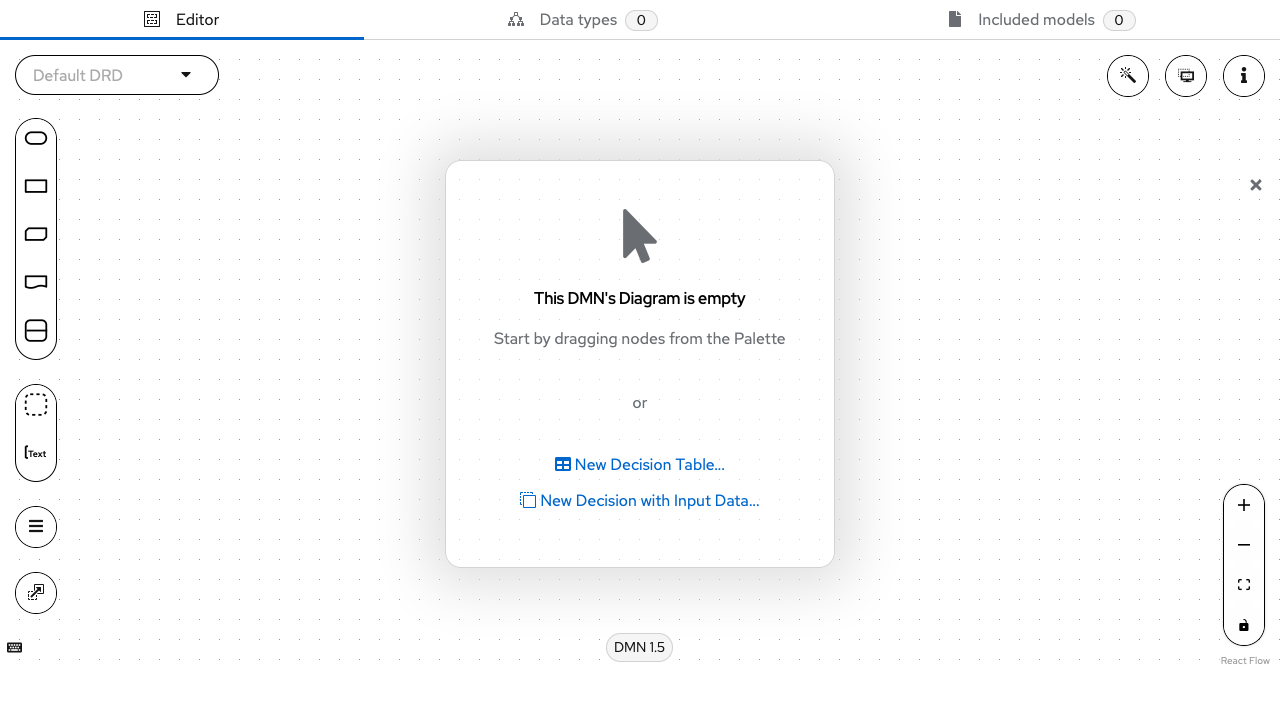 Editor
Data types 0
Included models 0
Default DRD
This DMN's Diagram is empty
Start by dragging nodes from the Palette
or
New Decision Table...
New Decision with Input Data...
Text
DMN 1.5
React Flow